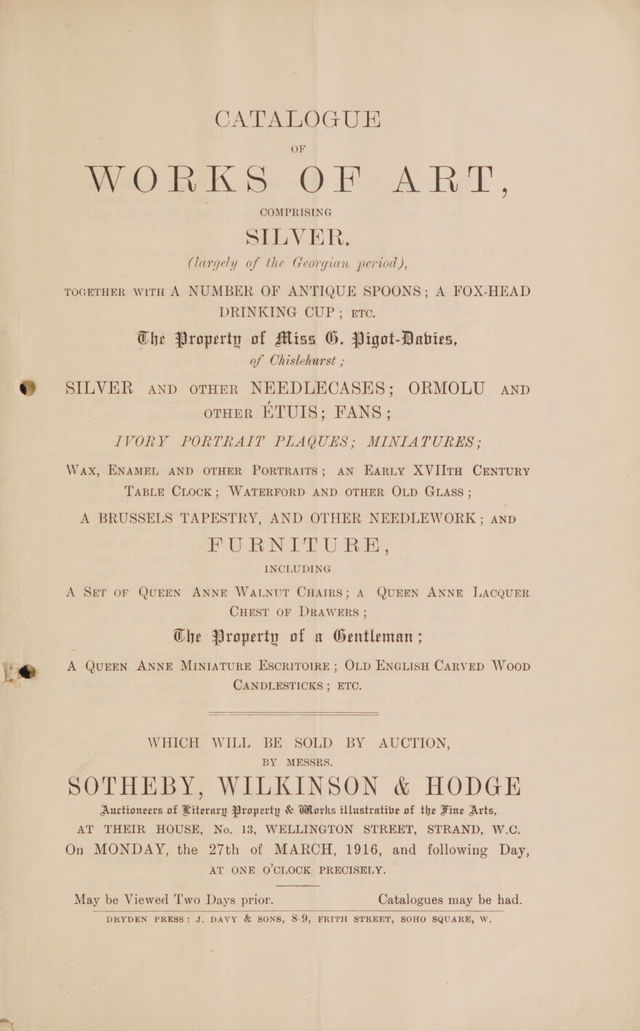 CATALOGUE
OF
WORKS OF ART,
COMPRISING
SILVER,
(largely of the Georgian period),
TOGETHER WITH A NUMBER OF ANTIQUE SPOONS; A FOX-HEAD
DRINKING CUP; ETC.
The Property of Miss G. Pigot-Davies,
of Chislehurst;
SILVER AND OTHER NEEDLECASES; ORMOLU AND
OTHER ÉTUIS; FANS;
IVORY PORTRAIT PLAQUES; MINIATURES;
WAX, ENAMEL AND OTHER PORTRAITS; AN EARLY XVIITH CENTURY
TABLE CLOCK; WATERFORD AND OTHER OLD GLASS;
A BRUSSELS TAPESTRY, AND OTHER NEEDLEWORK; AND
FURNITURE,
INCLUDING
A SET OF QUEEN ANNE WALNUT CHAIRS; A QUEEN ANNE LACQUER
CHEST OF DRAWERS;
The Property of a Gentleman;
A QUEEN ANNE MINIATURE ESCRITOIRE; OLD ENGLISH CARVED WOOD
CANDLESTICKS; ETC.
WHICH WILL BE SOLD BY AUCTION,
BY MESSRS.
SOTHEBY, WILKINSON & HODGE
Auctioneers of Literary Property & Works illustrative of the Fine Arts,
AT THEIR HOUSE, No. 13, WELLINGTON STREET, STRAND, W.C.
On MONDAY, the 27th of MARCH, 1916, and following Day,
AT ONE O'CLOCK PRECISELY.
May be Viewed Two Days prior. Catalogues may be had.
DRYDEN PRESS: J. DAVY & SONS, 8-9, FRITH STREET, SOHO SQUARE, W.